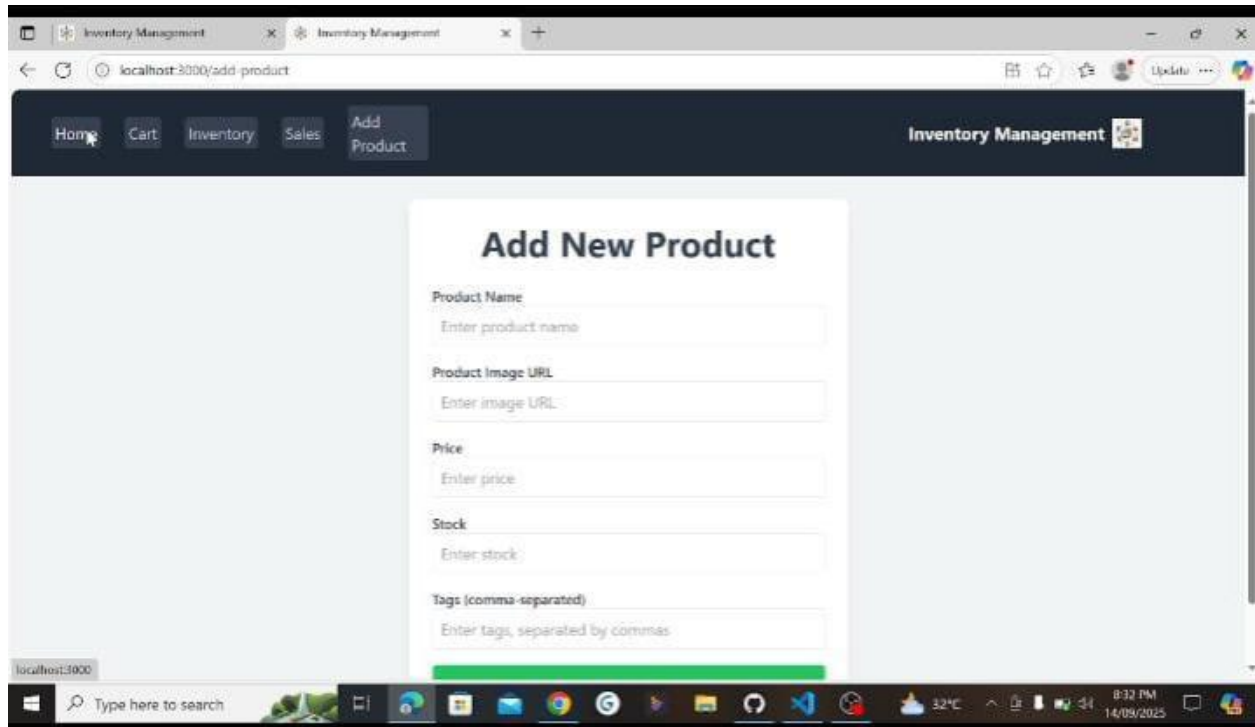 Inventory Management
Inventory Management
localhost:3000/add-product
Update
Home
Cart
Inventory
Sales
Add
Product
Inventory Management
Add New Product
Product Name
Enter product name
Product Image URL
Enter image URL
Price
Enter price
Stock
Enter stock
Tags (comma-separated)
Enter tags, separated by commas
localhost:3000
Type here to search
32°C
8:32 PM
14/09/2025